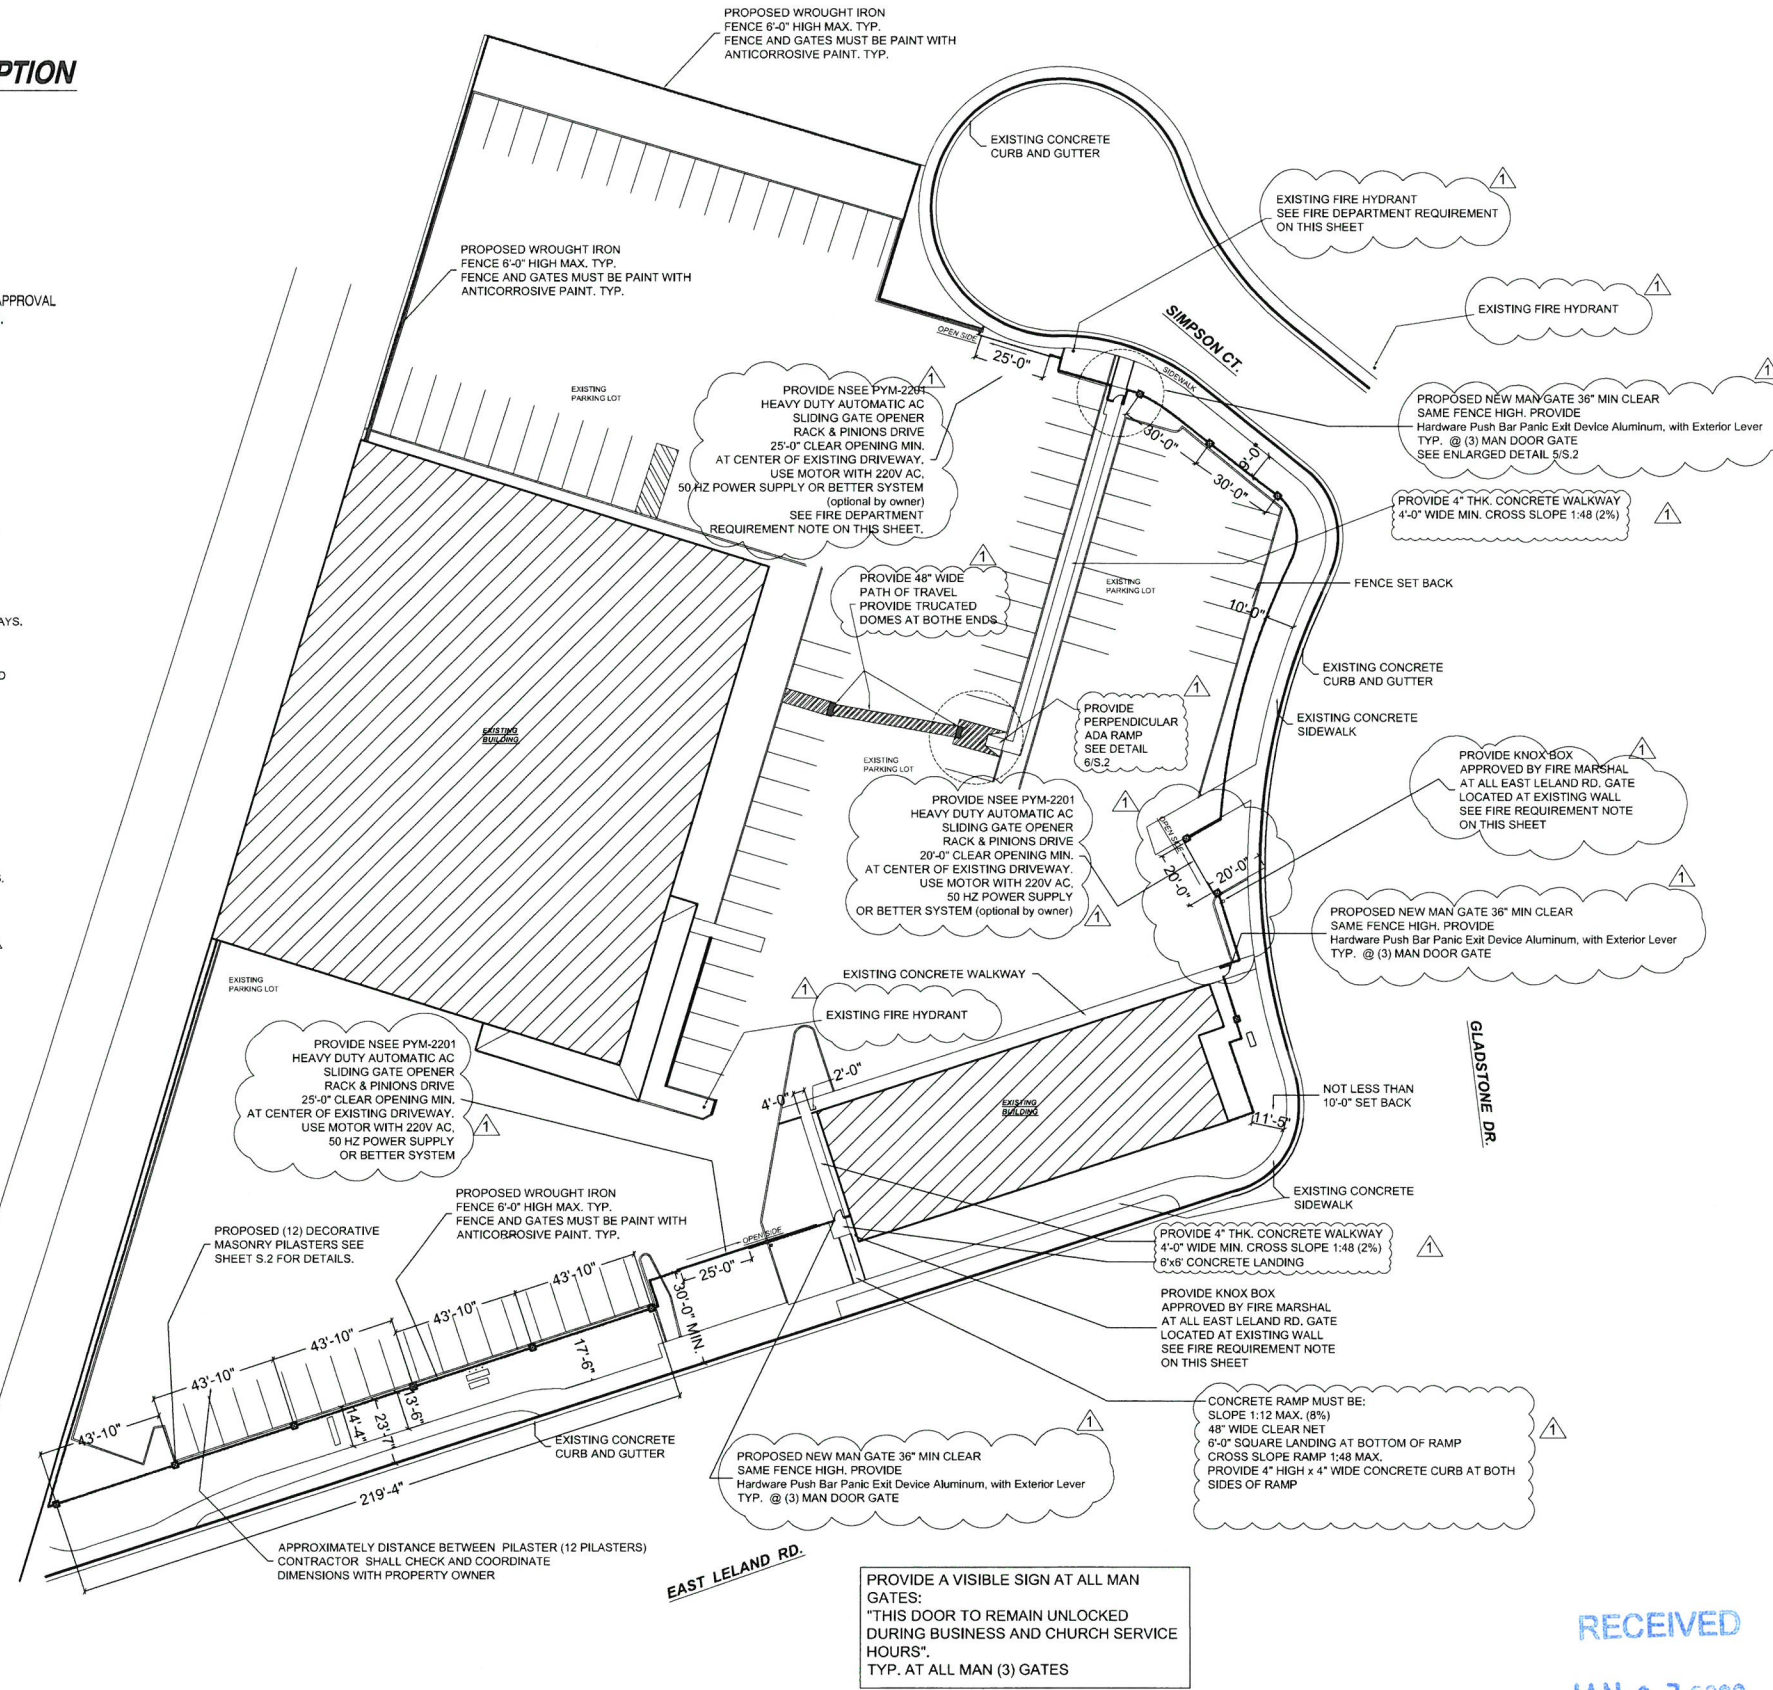 PTION
PROPOSED WROUGHT IRON
FENCE 6'-0" HIGH MAX. TYP.
FENCE AND GATES MUST BE PAINT WITH
ANTICORROSIVE PAINT. TYP.
EXISTING CONCRETE
CURB AND GUTTER
1
EXISTING FIRE HYDRANT
SEE FIRE DEPARTMENT REQUIREMENT
ON THIS SHEET
PROPOSED WROUGHT IRON
FENCE 6'-0" HIGH MAX. TYP.
FENCE AND GATES MUST BE PAINT WITH
ANTICORROSIVE PAINT. TYP.
APPROVAL
1
EXISTING FIRE HYDRANT
SIMPSON CT.
OPEN SIDE
25'-0"
SIDEWALK
EXISTING
PARKING LOT
1
PROVIDE NSEE PYM-2201
HEAVY DUTY AUTOMATIC AC
SLIDING GATE OPENER
RACK & PINIONS DRIVE
25'-0" CLEAR OPENING MIN.
AT CENTER OF EXISTING DRIVEWAY.
USE MOTOR WITH 220V AC,
50 HZ POWER SUPPLY OR BETTER SYSTEM
(optional by owner)
SEE FIRE DEPARTMENT
REQUIREMENT NOTE ON THIS SHEET.
1
PROPOSED NEW MAN GATE 36" MIN CLEAR
SAME FENCE HIGH. PROVIDE
Hardware Push Bar Panic Exit Device Aluminum, with Exterior Lever
TYP. @ (3) MAN DOOR GATE
SEE ENLARGED DETAIL 5/S.2
30'-0"
30'-0"
PROVIDE 4" THK. CONCRETE WALKWAY
4'-0" WIDE MIN. CROSS SLOPE 1:48 (2%)
1
1
PROVIDE 48" WIDE
PATH OF TRAVEL
PROVIDE TRUCATED
DOMES AT BOTHE ENDS
EXISTING
PARKING LOT
FENCE SET BACK
10'-0"
AYS.
EXISTING CONCRETE
CURB AND GUTTER
1
PROVIDE
PERPENDICULAR
ADA RAMP
SEE DETAIL
6/S.2
EXISTING CONCRETE
SIDEWALK
EXISTING
BUILDING
EXISTING
PARKING LOT
1
PROVIDE KNOX BOX
APPROVED BY FIRE MARSHAL
AT ALL EAST LELAND RD. GATE
LOCATED AT EXISTING WALL
SEE FIRE REQUIREMENT NOTE
ON THIS SHEET
1
PROVIDE NSEE PYM-2201
HEAVY DUTY AUTOMATIC AC
SLIDING GATE OPENER
RACK & PINIONS DRIVE
20'-0" CLEAR OPENING MIN.
AT CENTER OF EXISTING DRIVEWAY.
USE MOTOR WITH 220V AC,
50 HZ POWER SUPPLY
OR BETTER SYSTEM (optional by owner)
1
OPEN SIDE
20'-0"
20'-0"
1
PROPOSED NEW MAN GATE 36" MIN CLEAR
SAME FENCE HIGH. PROVIDE
Hardware Push Bar Panic Exit Device Aluminum, with Exterior Lever
TYP. @ (3) MAN DOOR GATE
EXISTING
PARKING LOT
EXISTING CONCRETE WALKWAY
1
EXISTING FIRE HYDRANT
GLADSTONE DR.
PROVIDE NSEE PYM-2201
HEAVY DUTY AUTOMATIC AC
SLIDING GATE OPENER
RACK & PINIONS DRIVE
25'-0" CLEAR OPENING MIN.
AT CENTER OF EXISTING DRIVEWAY.
USE MOTOR WITH 220V AC,
50 HZ POWER SUPPLY
OR BETTER SYSTEM
1
2'-0"
4'-0"
EXISTING
BUILDING
NOT LESS THAN
10'-0" SET BACK
11'-5"
EXISTING CONCRETE
SIDEWALK
PROPOSED WROUGHT IRON
FENCE 6'-0" HIGH MAX. TYP.
FENCE AND GATES MUST BE PAINT WITH
ANTICORROSIVE PAINT. TYP.
PROPOSED (12) DECORATIVE
MASONRY PILASTERS SEE
SHEET S.2 FOR DETAILS.
OPEN SIDE
25'-0"
30'-0" MIN.
PROVIDE 4" THK. CONCRETE WALKWAY
4'-0" WIDE MIN. CROSS SLOPE 1:48 (2%)
6'x6' CONCRETE LANDING
1
PROVIDE KNOX BOX
APPROVED BY FIRE MARSHAL
AT ALL EAST LELAND RD. GATE
LOCATED AT EXISTING WALL
SEE FIRE REQUIREMENT NOTE
ON THIS SHEET
43'-10"
43'-10"
43'-10"
43'-10"
43'-10"
17'-6"
13'-6"
23'-7"
14'-4"
219'-4"
EXISTING CONCRETE
CURB AND GUTTER
CONCRETE RAMP MUST BE:
SLOPE 1:12 MAX. (8%)
48" WIDE CLEAR NET
6'-0" SQUARE LANDING AT BOTTOM OF RAMP
CROSS SLOPE RAMP 1:48 MAX.
PROVIDE 4" HIGH x 4" WIDE CONCRETE CURB AT BOTH
SIDES OF RAMP
1
1
PROPOSED NEW MAN GATE 36" MIN CLEAR
SAME FENCE HIGH. PROVIDE
Hardware Push Bar Panic Exit Device Aluminum, with Exterior Lever
TYP. @ (3) MAN DOOR GATE
APPROXIMATELY DISTANCE BETWEEN PILASTER (12 PILASTERS)
CONTRACTOR SHALL CHECK AND COORDINATE
DIMENSIONS WITH PROPERTY OWNER
EAST LELAND RD.
PROVIDE A VISIBLE SIGN AT ALL MAN
GATES:
"THIS DOOR TO REMAIN UNLOCKED
DURING BUSINESS AND CHURCH SERVICE
HOURS".
TYP. AT ALL MAN (3) GATES
RECEIVED